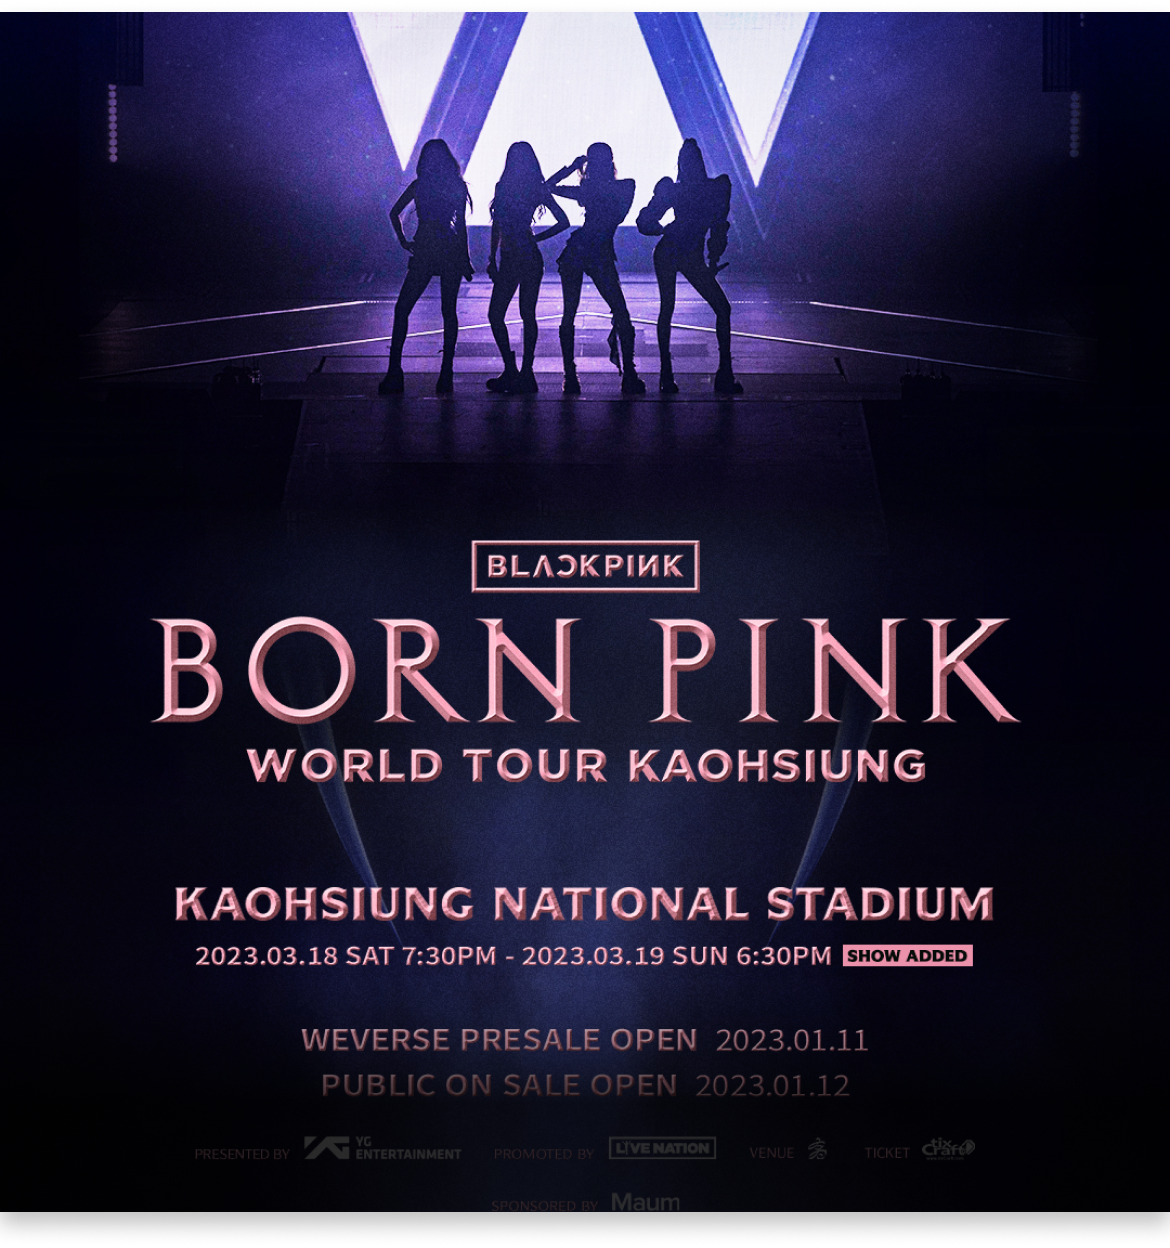 BLACKPINK
BORN PINK
WORLD TOUR KAOHSIUNG
KAOHSIUNG NATIONAL STADIUM
2023.03.18 SAT 7:30PM - 2023.03.19 SUN 6:30PM SHOW ADDED
WEVERSE PRESALE OPEN 2023.01.11
PUBLIC ON SALE OPEN 2023.01.12
PRESENTED BY YG ENTERTAINMENT PROMOTED BY LIVE NATION VENUE TICKET tixCraft
SPONSORED BY Maum